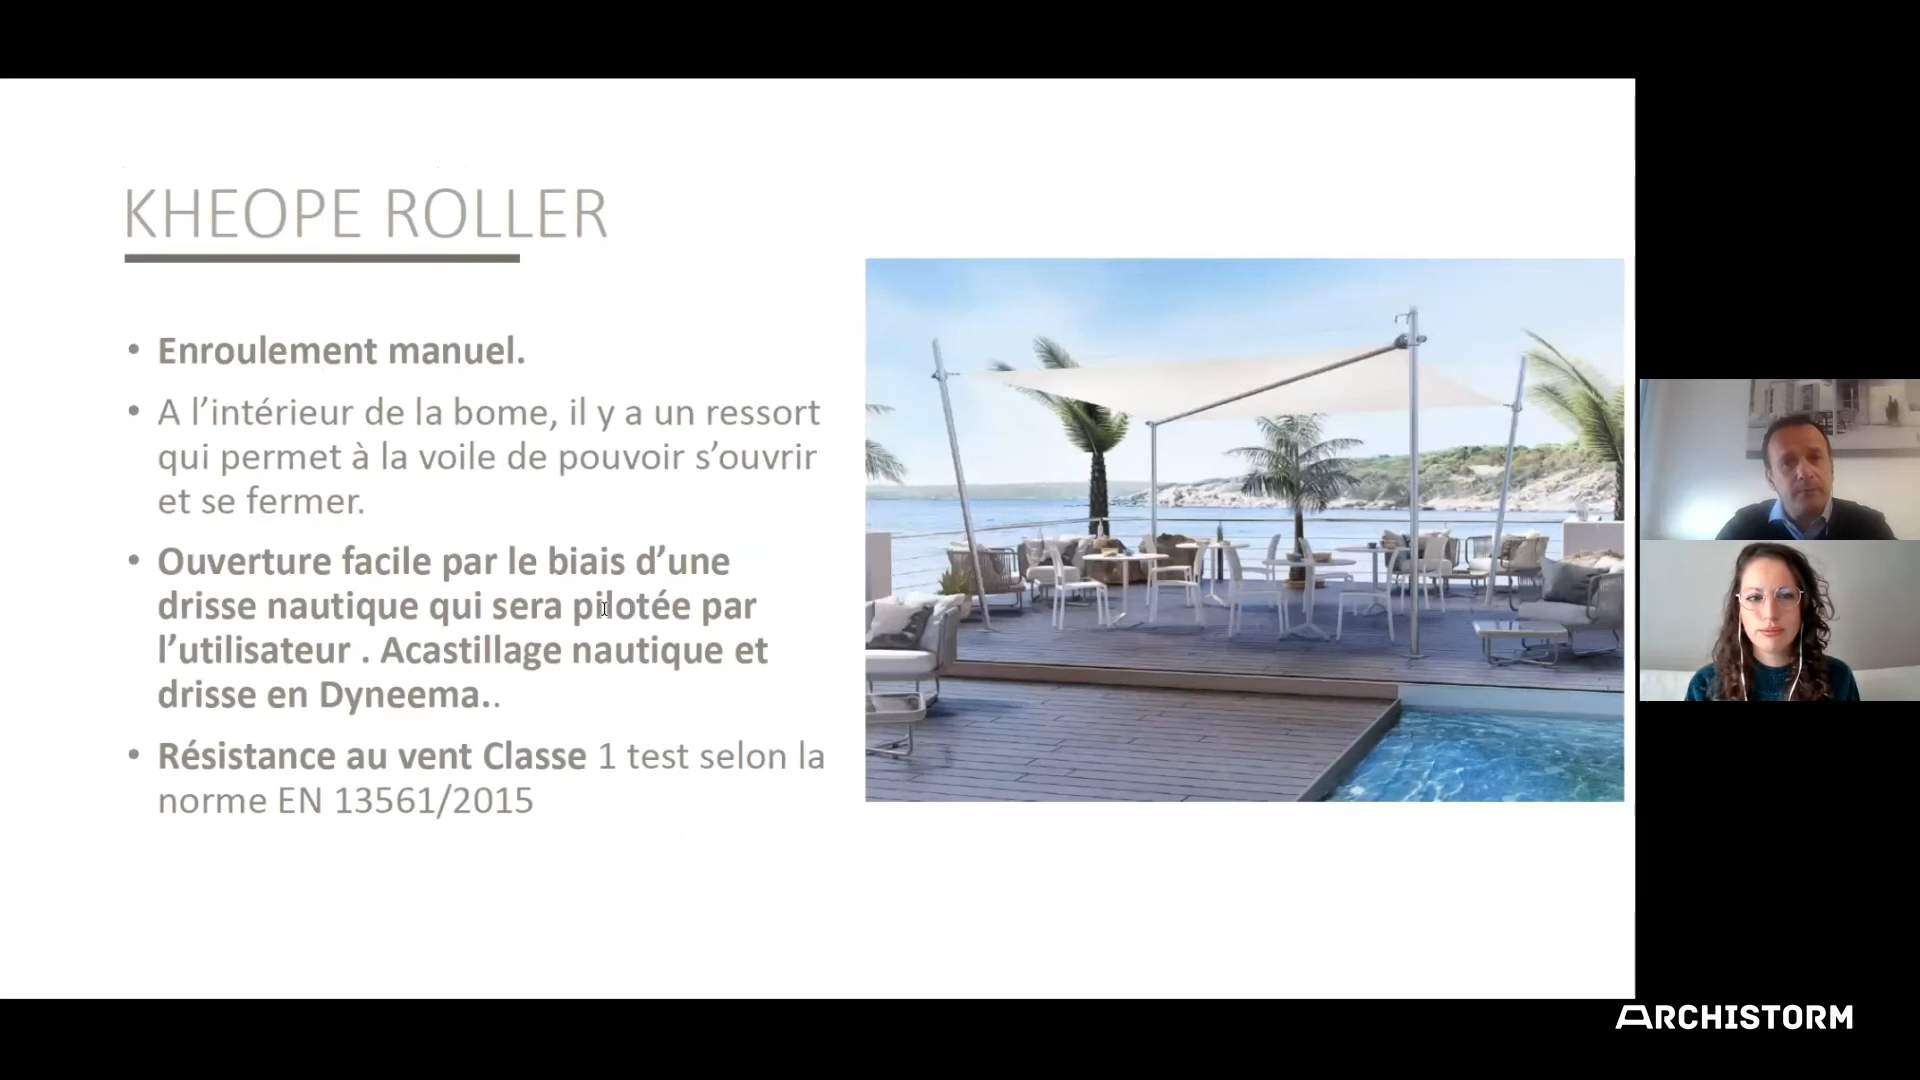 KHEOPE ROLLER
• Enroulement manuel.
• A l’intérieur de la bome, il y a un ressort
qui permet à la voile de pouvoir s’ouvrir
et se fermer.
• Ouverture facile par le biais d’une
drisse nautique qui sera pilotée par
l’utilisateur . Acastillage nautique et
drisse en Dyneema..
• Résistance au vent Classe 1 test selon la
norme EN 13561/2015
ARCHISTORM